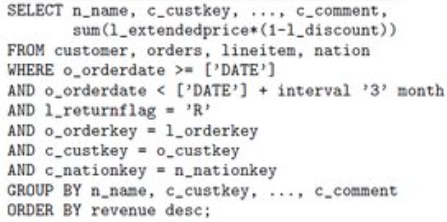 SELECT n_name, c_custkey, ..., c_comment,
sum(l_extendedprice*(1-l_discount))
FROM customer, orders, lineitem, nation
WHERE o_orderdate >= ['DATE']
AND o_orderdate < ['DATE'] + interval '3' month
AND l_returnflag = 'R'
AND o_orderkey = l_orderkey
AND c_custkey = o_custkey
AND c_nationkey = n_nationkey
GROUP BY n_name, c_custkey, ..., c_comment
ORDER BY revenue desc;